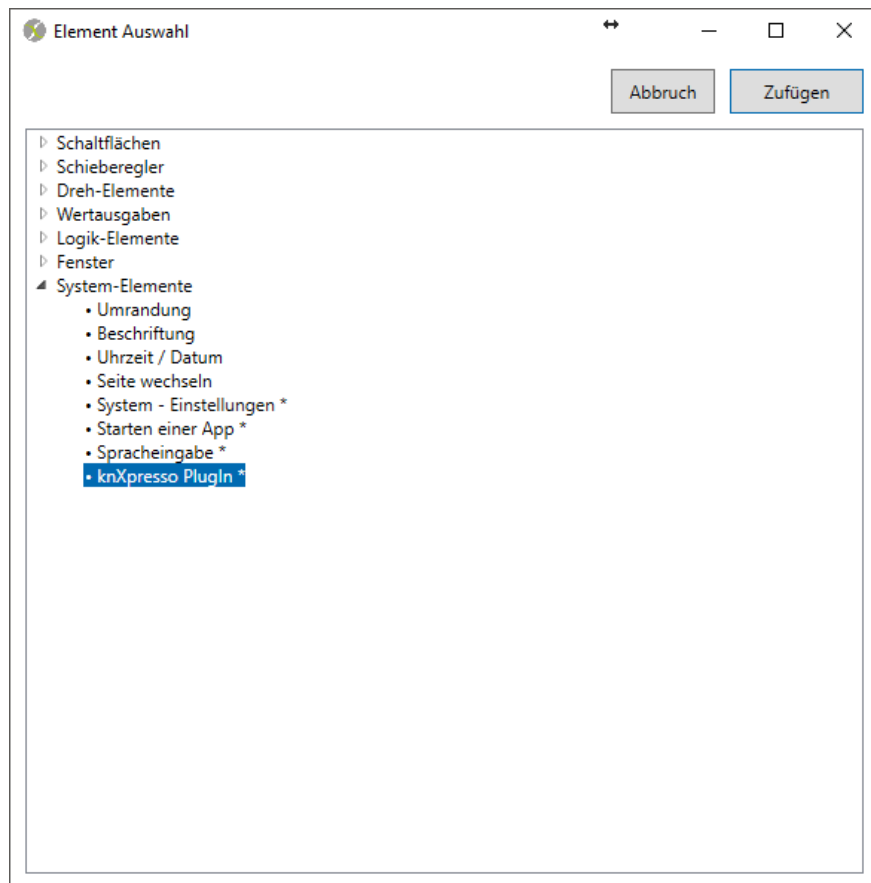 Element Auswahl
Abbruch
Zufügen
Schaltflächen
Schieberegler
Dreh-Elemente
Wertausgaben
Logik-Elemente
Fenster
System-Elemente
• Umrandung
• Beschriftung
• Uhrzeit / Datum
• Seite wechseln
• System - Einstellungen *
• Starten einer App *
• Spracheingabe *
• knXpresso PlugIn *